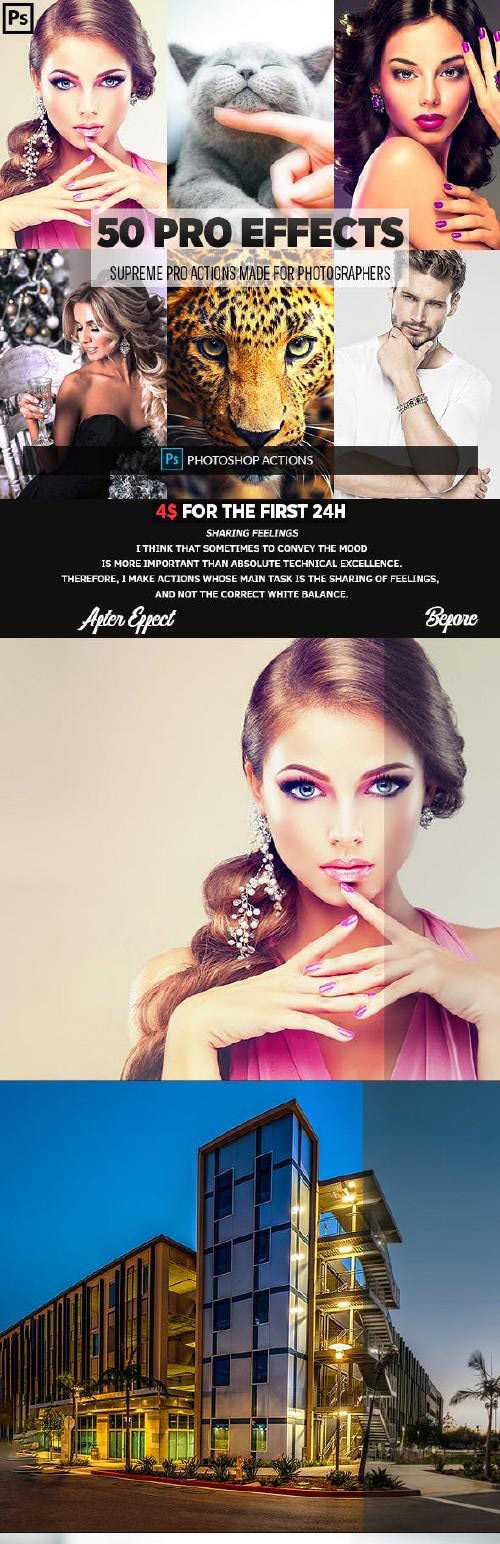 Ps
50 PRO EFFECTS
SUPREME PRO ACTIONS MADE FOR PHOTOGRAPHERS
Ps PHOTOSHOP ACTIONS
4$ FOR THE FIRST 24H
SHARING FEELINGS
I THINK THAT SOMETIMES TO CONVEY THE MOOD
IS MORE IMPORTANT THAN ABSOLUTE TECHNICAL EXCELLENCE.
THEREFORE, I MAKE ACTIONS WHOSE MAIN TASK IS THE SHARING OF FEELINGS,
AND NOT THE CORRECT WHITE BALANCE.
After Effect
Before